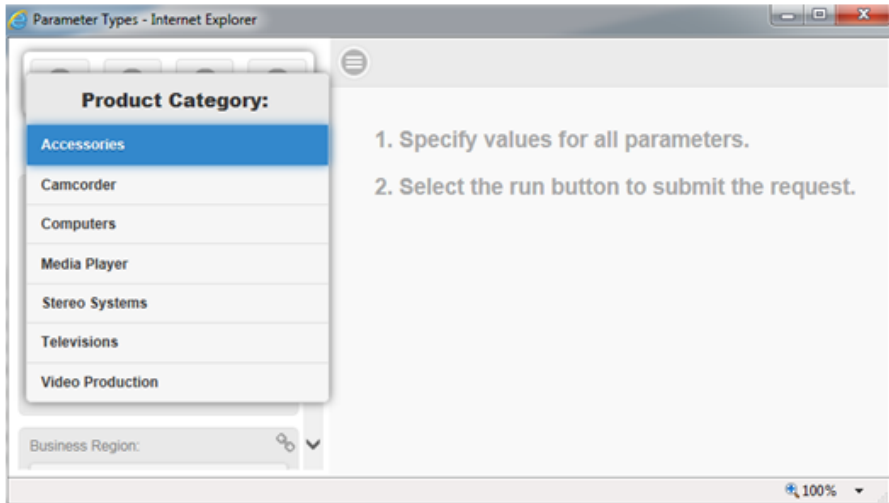 Parameter Types - Internet Explorer
Product Category:
Accessories
Camcorder
Computers
Media Player
Stereo Systems
Televisions
Video Production
Business Region:
1. Specify values for all parameters.
2. Select the run button to submit the request.
100%